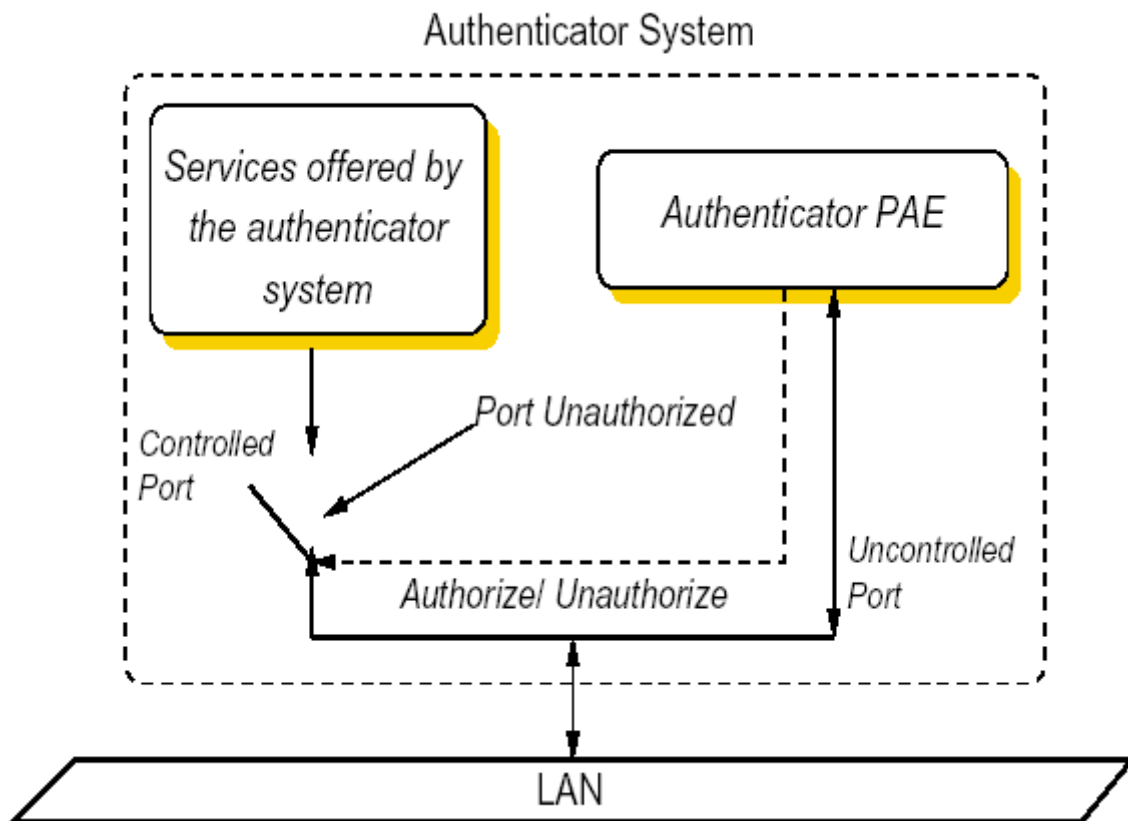 Authenticator System
Services offered by
the authenticator
system
Authenticator PAE
Port Unauthorized
Controlled
Port
Uncontrolled
Port
Authorize/ Unauthorize
LAN